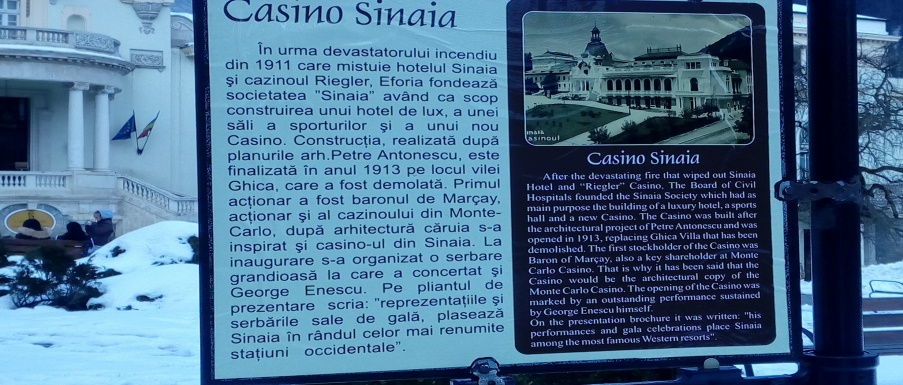 Casino Sinaia
În urma devastatorului incendiu
din 1911 care mistuie hotelul Sinaia
şi cazinoul Riegler, Eforia fondează
societatea "Sinaia" având ca scop
construirea unui hotel de lux, a unei
săli a sporturilor şi a unui nou
Casino. Construcţia, realizată după
planurile arh.Petre Antonescu, este
finalizată în anul 1913 pe locul vilei
Ghica, care a fost demolată. Primul
acţionar a fost baronul de Marçay,
acţionar şi al cazinoului din Monte-
Carlo, după arhitectură căruia s-a
inspirat şi casino-ul din Sinaia. La
inaugurare s-a organizat o serbare
grandioasă la care a concertat şi
George Enescu. Pe pliantul de
prezentare scria: "reprezentaţiile şi
serbările sale de gală, plasează
Sinaia în rândul celor mai renumite
staţiuni occidentale".
Casinoul
Casino Sinaia
After the devastating fire that wiped out Sinaia
Hotel and "Riegler" Casino. The Board of Civil
Hospitals founded the Sinaia Society which had as
main purpose the building of a luxury hotel, a sports
hall and a new Casino. The Casino was built after
the architectural project of Petre Antonescu and was
opened in 1913, replacing Ghica Villa that has been
demolished. The first stockholder of the Casino was
Baron of Marçay, also a key shareholder at Monte
Carlo Casino. That is why it has been said that the
Casino would be the architectural copy of the
Monte Carlo Casino. The opening of the Casino was
marked by an outstanding performance sustained
by George Enescu himself.
On the presentation brochure it was written: "his
performances and gala celebrations place Sinaia
among the most famous Western resorts".